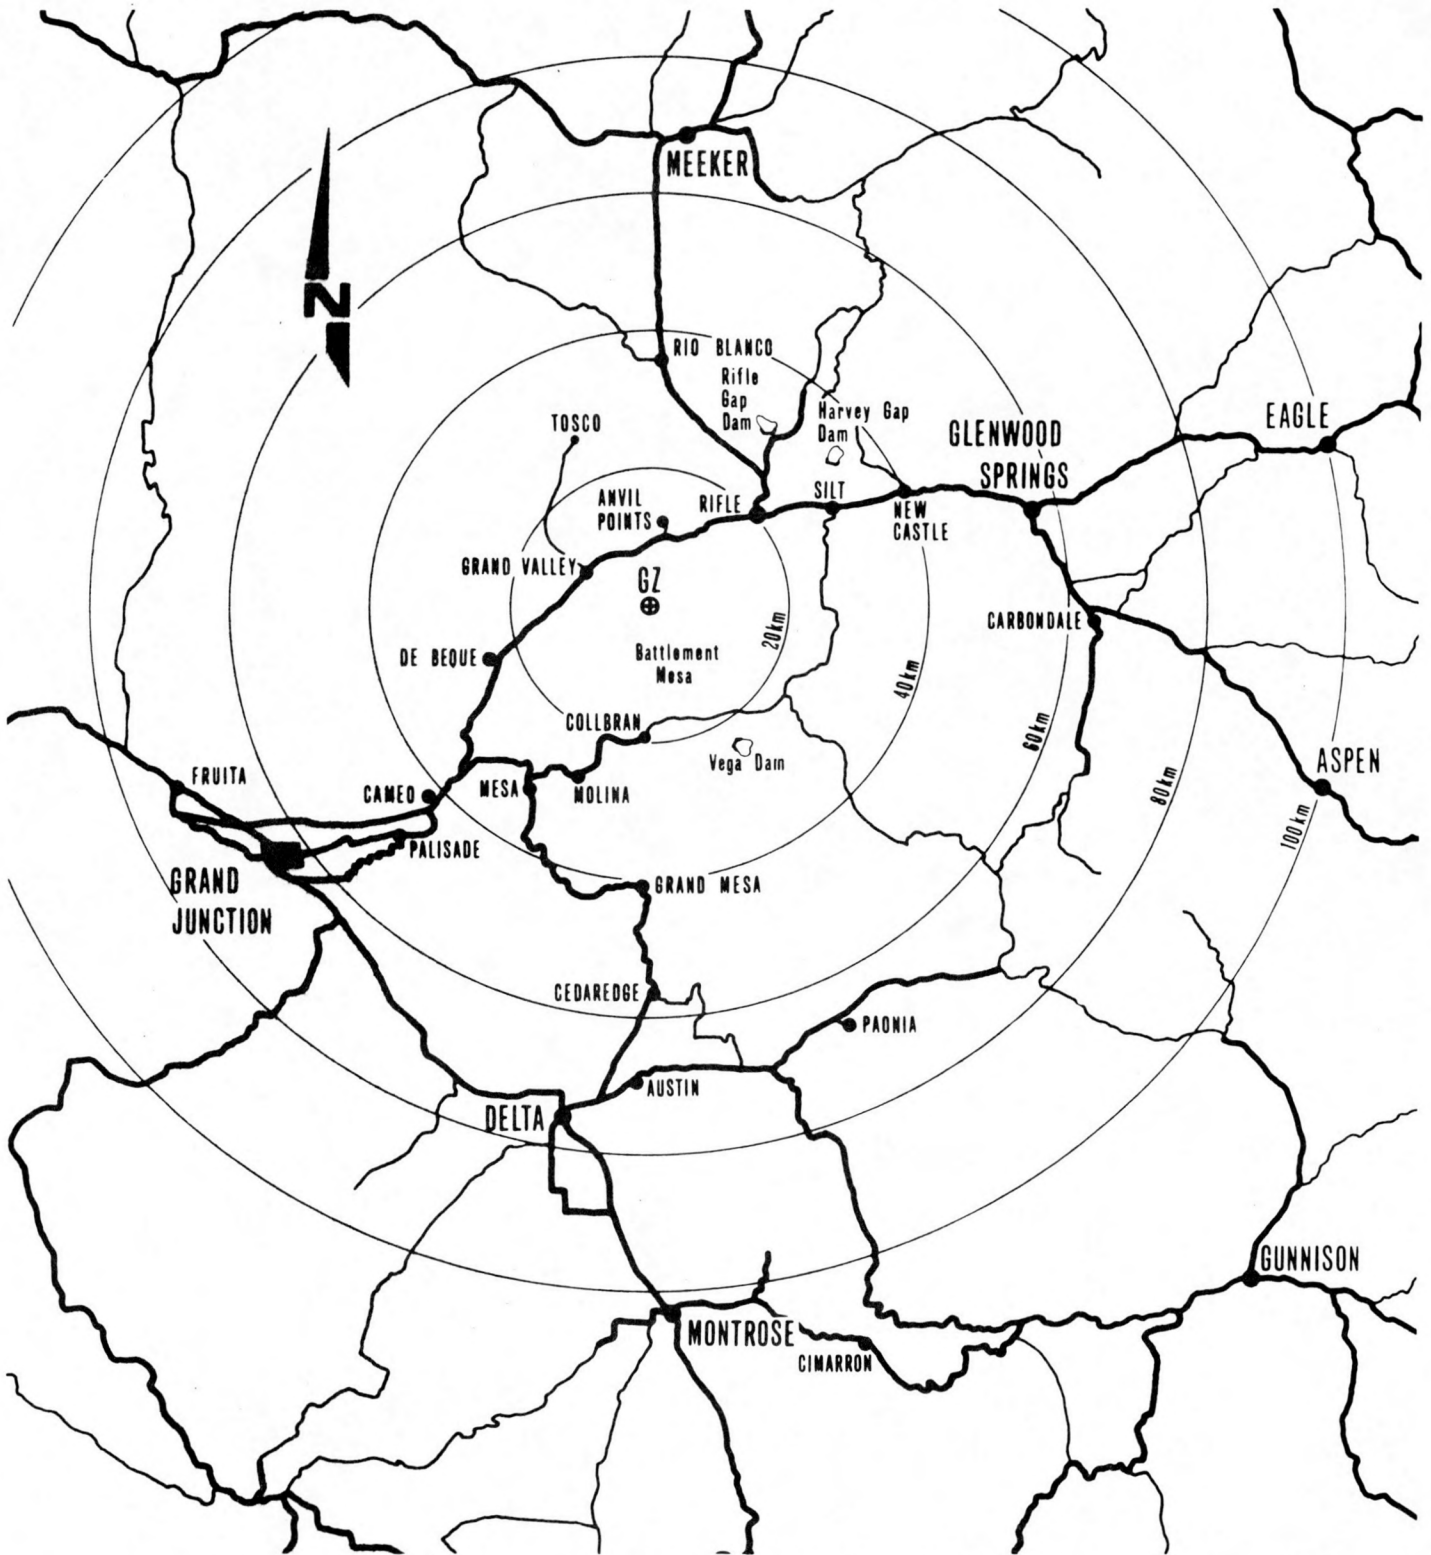 MEEKER
N
RIO BLANCO
Rifle
Gap
Dam
Harvey Gap
Dam
TOSCO
GLENWOOD
SPRINGS
EAGLE
ANVIL
POINTS
RIFLE
SILT
NEW
CASTLE
GRAND VALLEY
GZ
CARBONDALE
20km
DE BEQUE
Battlement
Mesa
40km
COLLBRAN
60km
Vega Dam
80km
ASPEN
100km
FRUITA
CAMEO
MESA
MOLINA
PALISADE
GRAND
JUNCTION
GRAND MESA
CEDAREDGE
PAONIA
AUSTIN
DELTA
GUNNISON
MONTROSE
CIMARRON